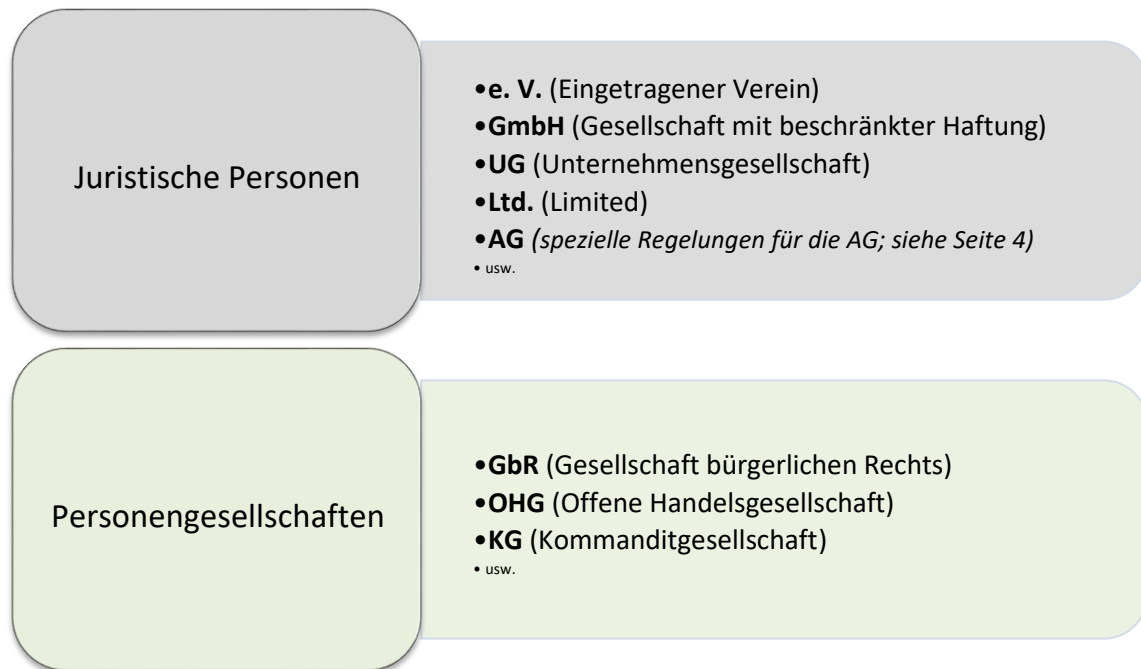 Juristische Personen
•e. V. (Eingetragener Verein)
•GmbH (Gesellschaft mit beschränkter Haftung)
•UG (Unternehmensgesellschaft)
•Ltd. (Limited)
•AG (spezielle Regelungen für die AG; siehe Seite 4)
• usw.
Personengesellschaften
•GbR (Gesellschaft bürgerlichen Rechts)
•OHG (Offene Handelsgesellschaft)
•KG (Kommanditgesellschaft)
• usw.